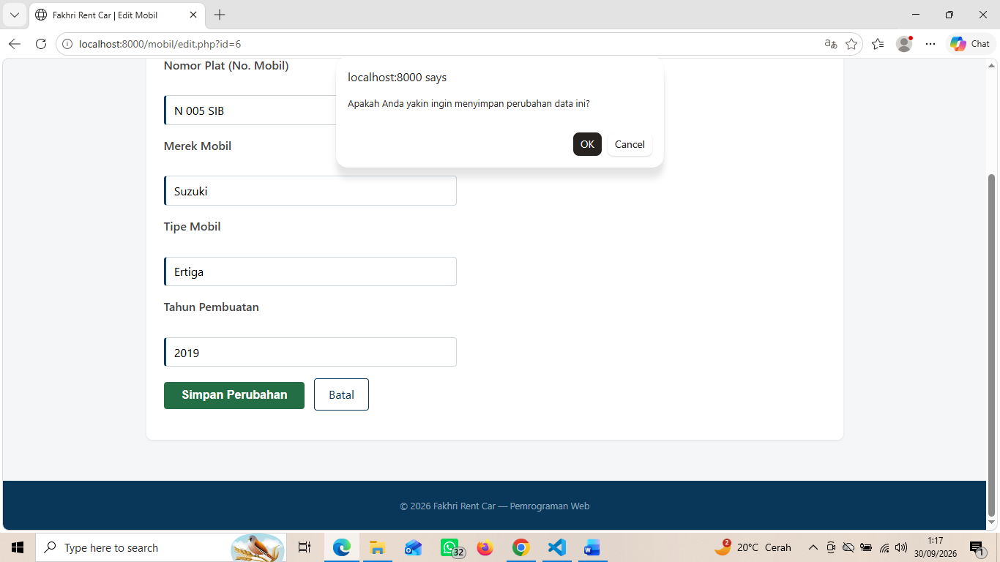 Fakhri Rent Car | Edit Mobil
localhost:8000/mobil/edit.php?id=6
Chat
Nomor Plat (No. Mobil)
N 005 SIB
Merek Mobil
Suzuki
Tipe Mobil
Ertiga
Tahun Pembuatan
2019
Simpan Perubahan
Batal
localhost:8000 says
Apakah Anda yakin ingin menyimpan perubahan data ini?
OK
Cancel
© 2026 Fakhri Rent Car — Pemrograman Web
Type here to search
32
2
20°C Cerah
1:17
30/09/2026
1